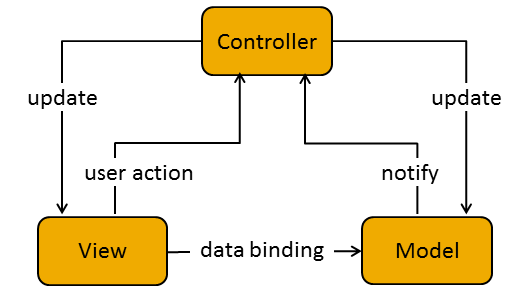 Controller
update
update
user action
notify
View
data binding
Model